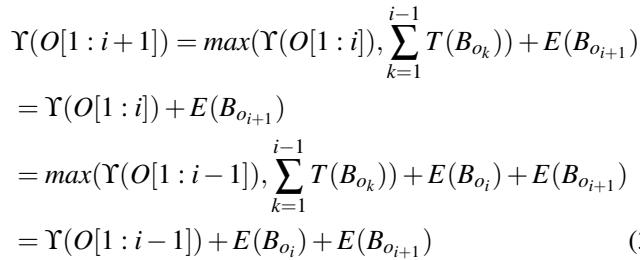 ϒ(O[1 : i+1]) = max(ϒ(O[1 : i]), ∑_{k=1}^{i−1} T(B_{o_k})) + E(B_{o_{i+1}})
= ϒ(O[1 : i]) + E(B_{o_{i+1}})
= max(ϒ(O[1 : i−1]), ∑_{k=1}^{i−1} T(B_{o_k})) + E(B_{o_i}) + E(B_{o_{i+1}})
= ϒ(O[1 : i−1]) + E(B_{o_i}) + E(B_{o_{i+1}})